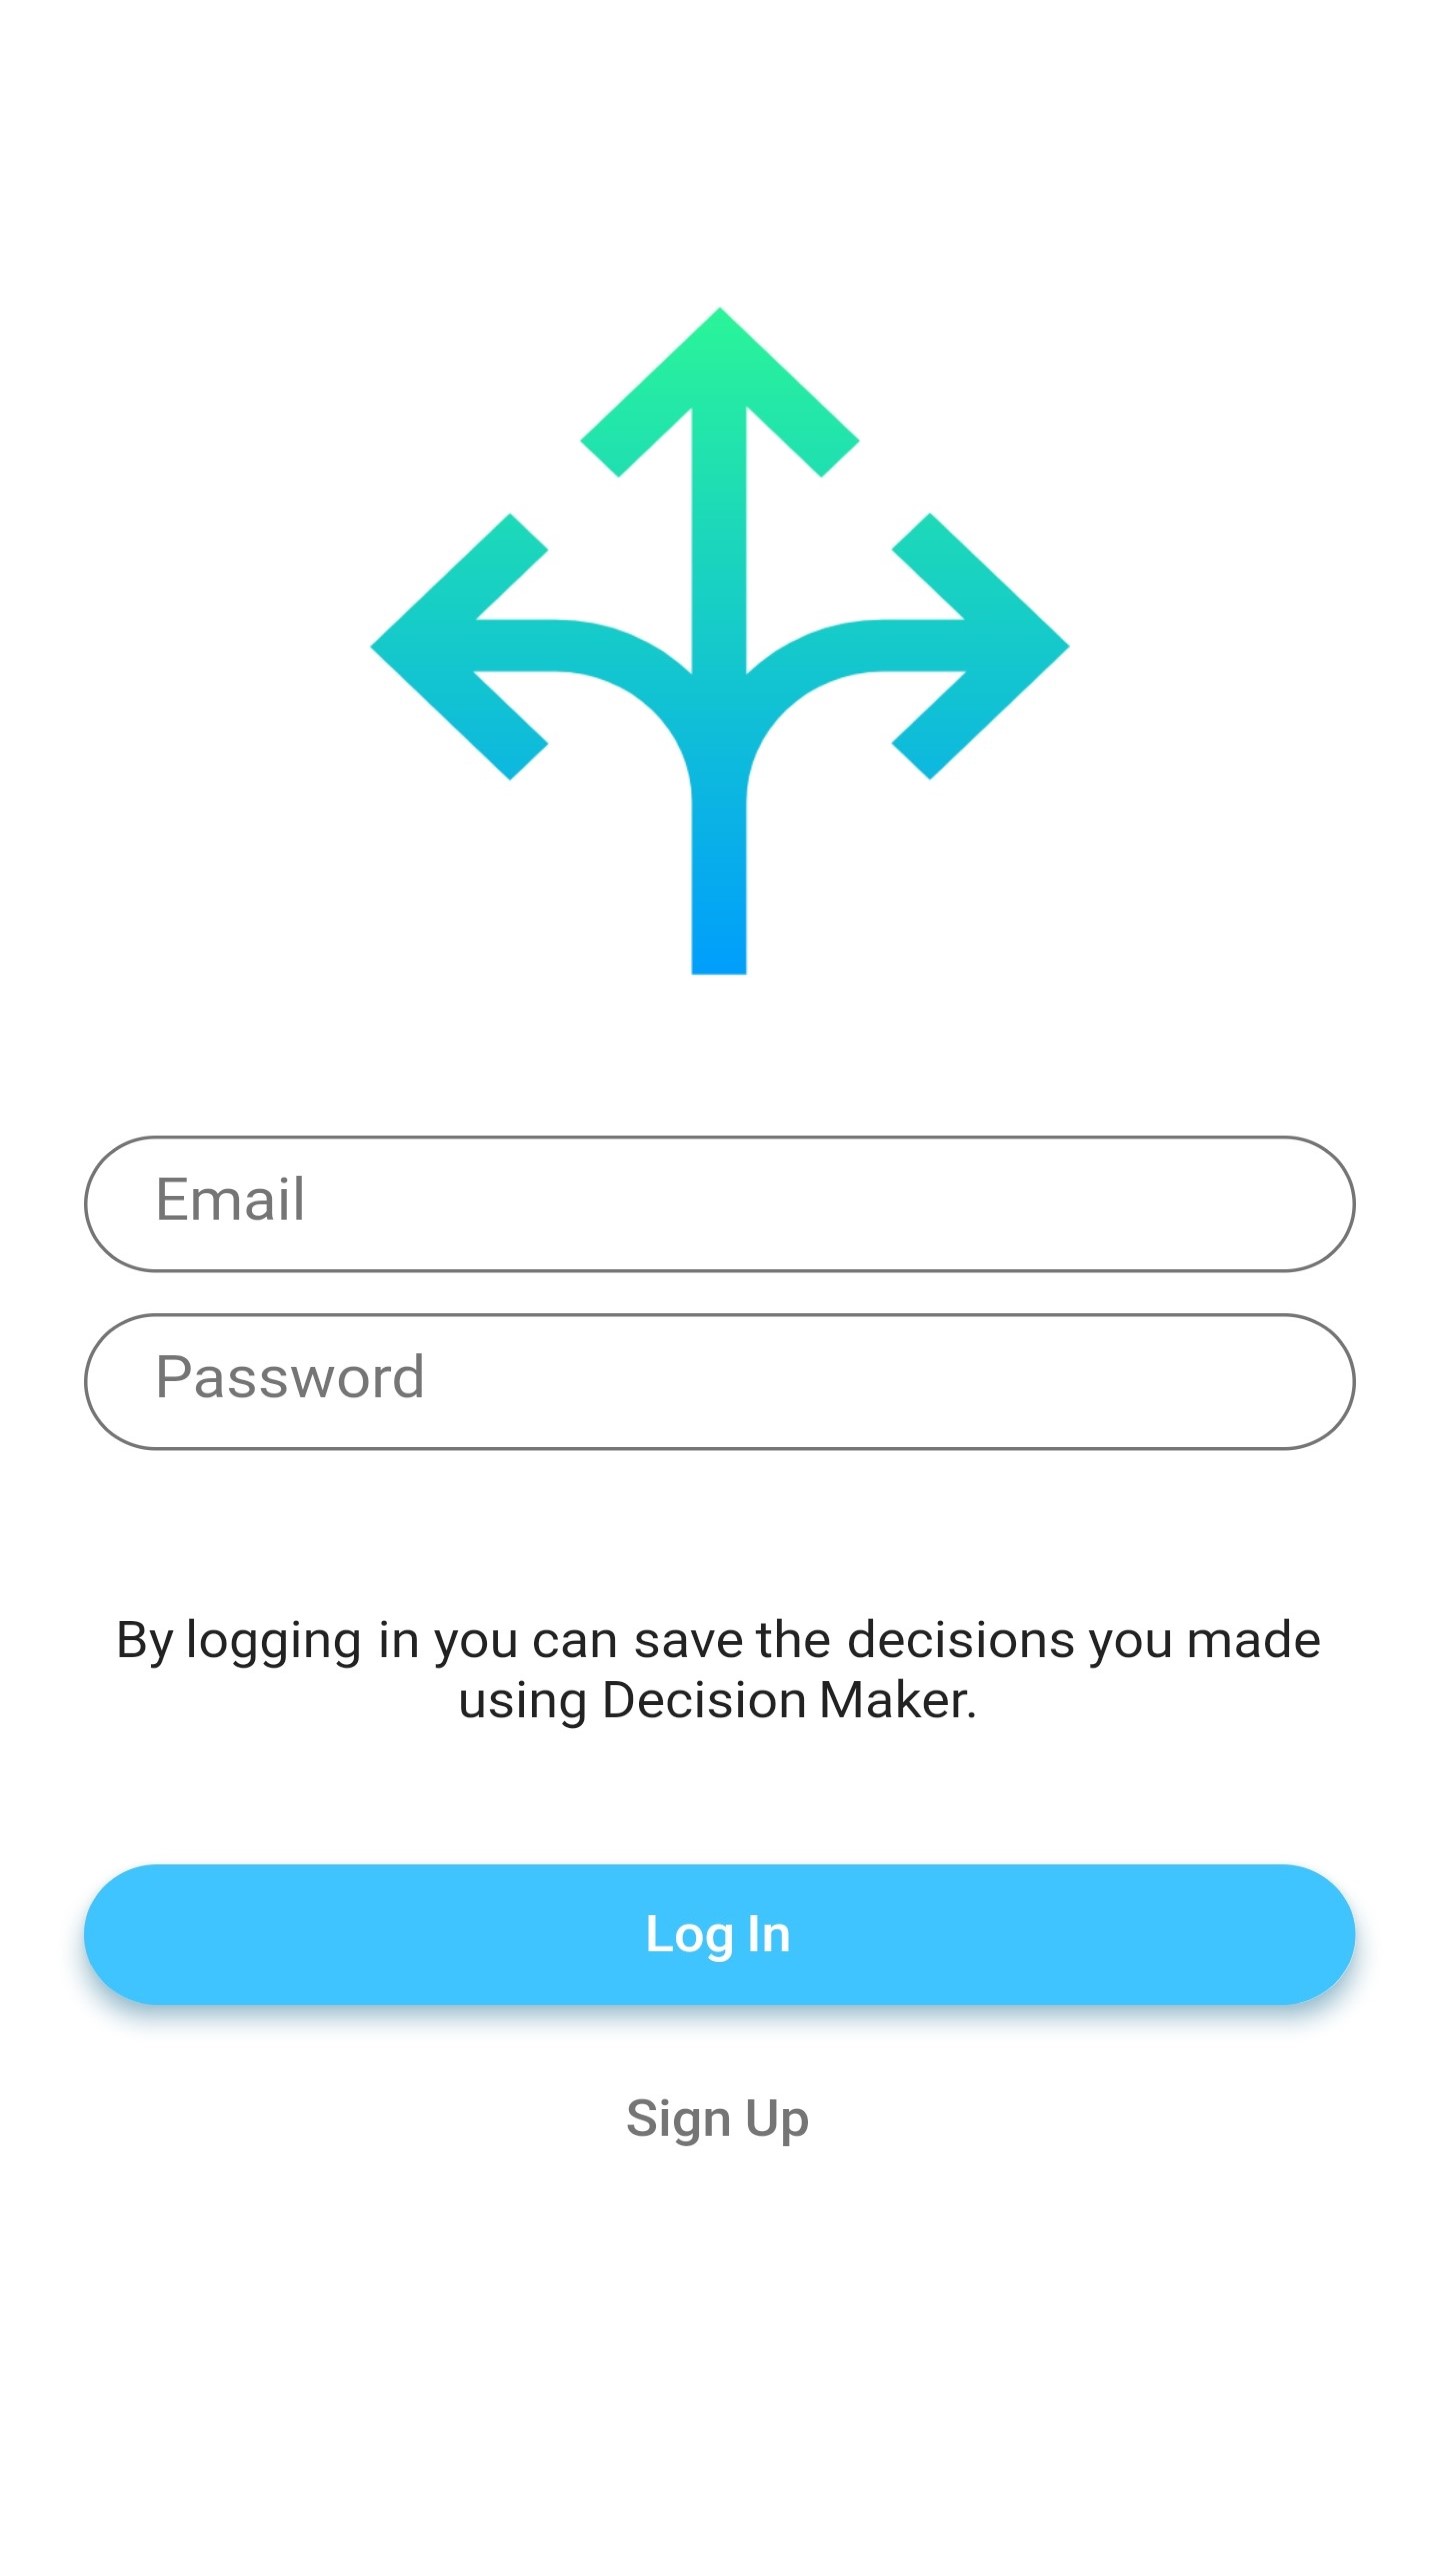 Email
Password
By logging in you can save the decisions you made
using Decision Maker.
Log In
Sign Up